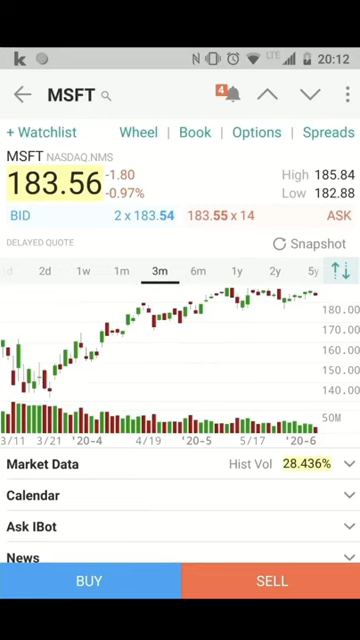 k N LTE 20:12
MSFT 4
+ Watchlist Wheel | Book | Options | Spreads
MSFT NASDAQ.NMS
183.56 -1.80 High 185.84
-0.97% Low 182.88
BID 2 x 183.54 183.55 x 14 ASK
DELAYED QUOTE Snapshot
2d 1w 1m 3m 6m 1y 2y 5y
180.00
170.00
160.00
150.00
140.00
50M
3/11 3/21 '20-4 4/19 '20-5 5/17 '20-6
Market Data Hist Vol 28.436%
Calendar
Ask IBot
News
BUY SELL